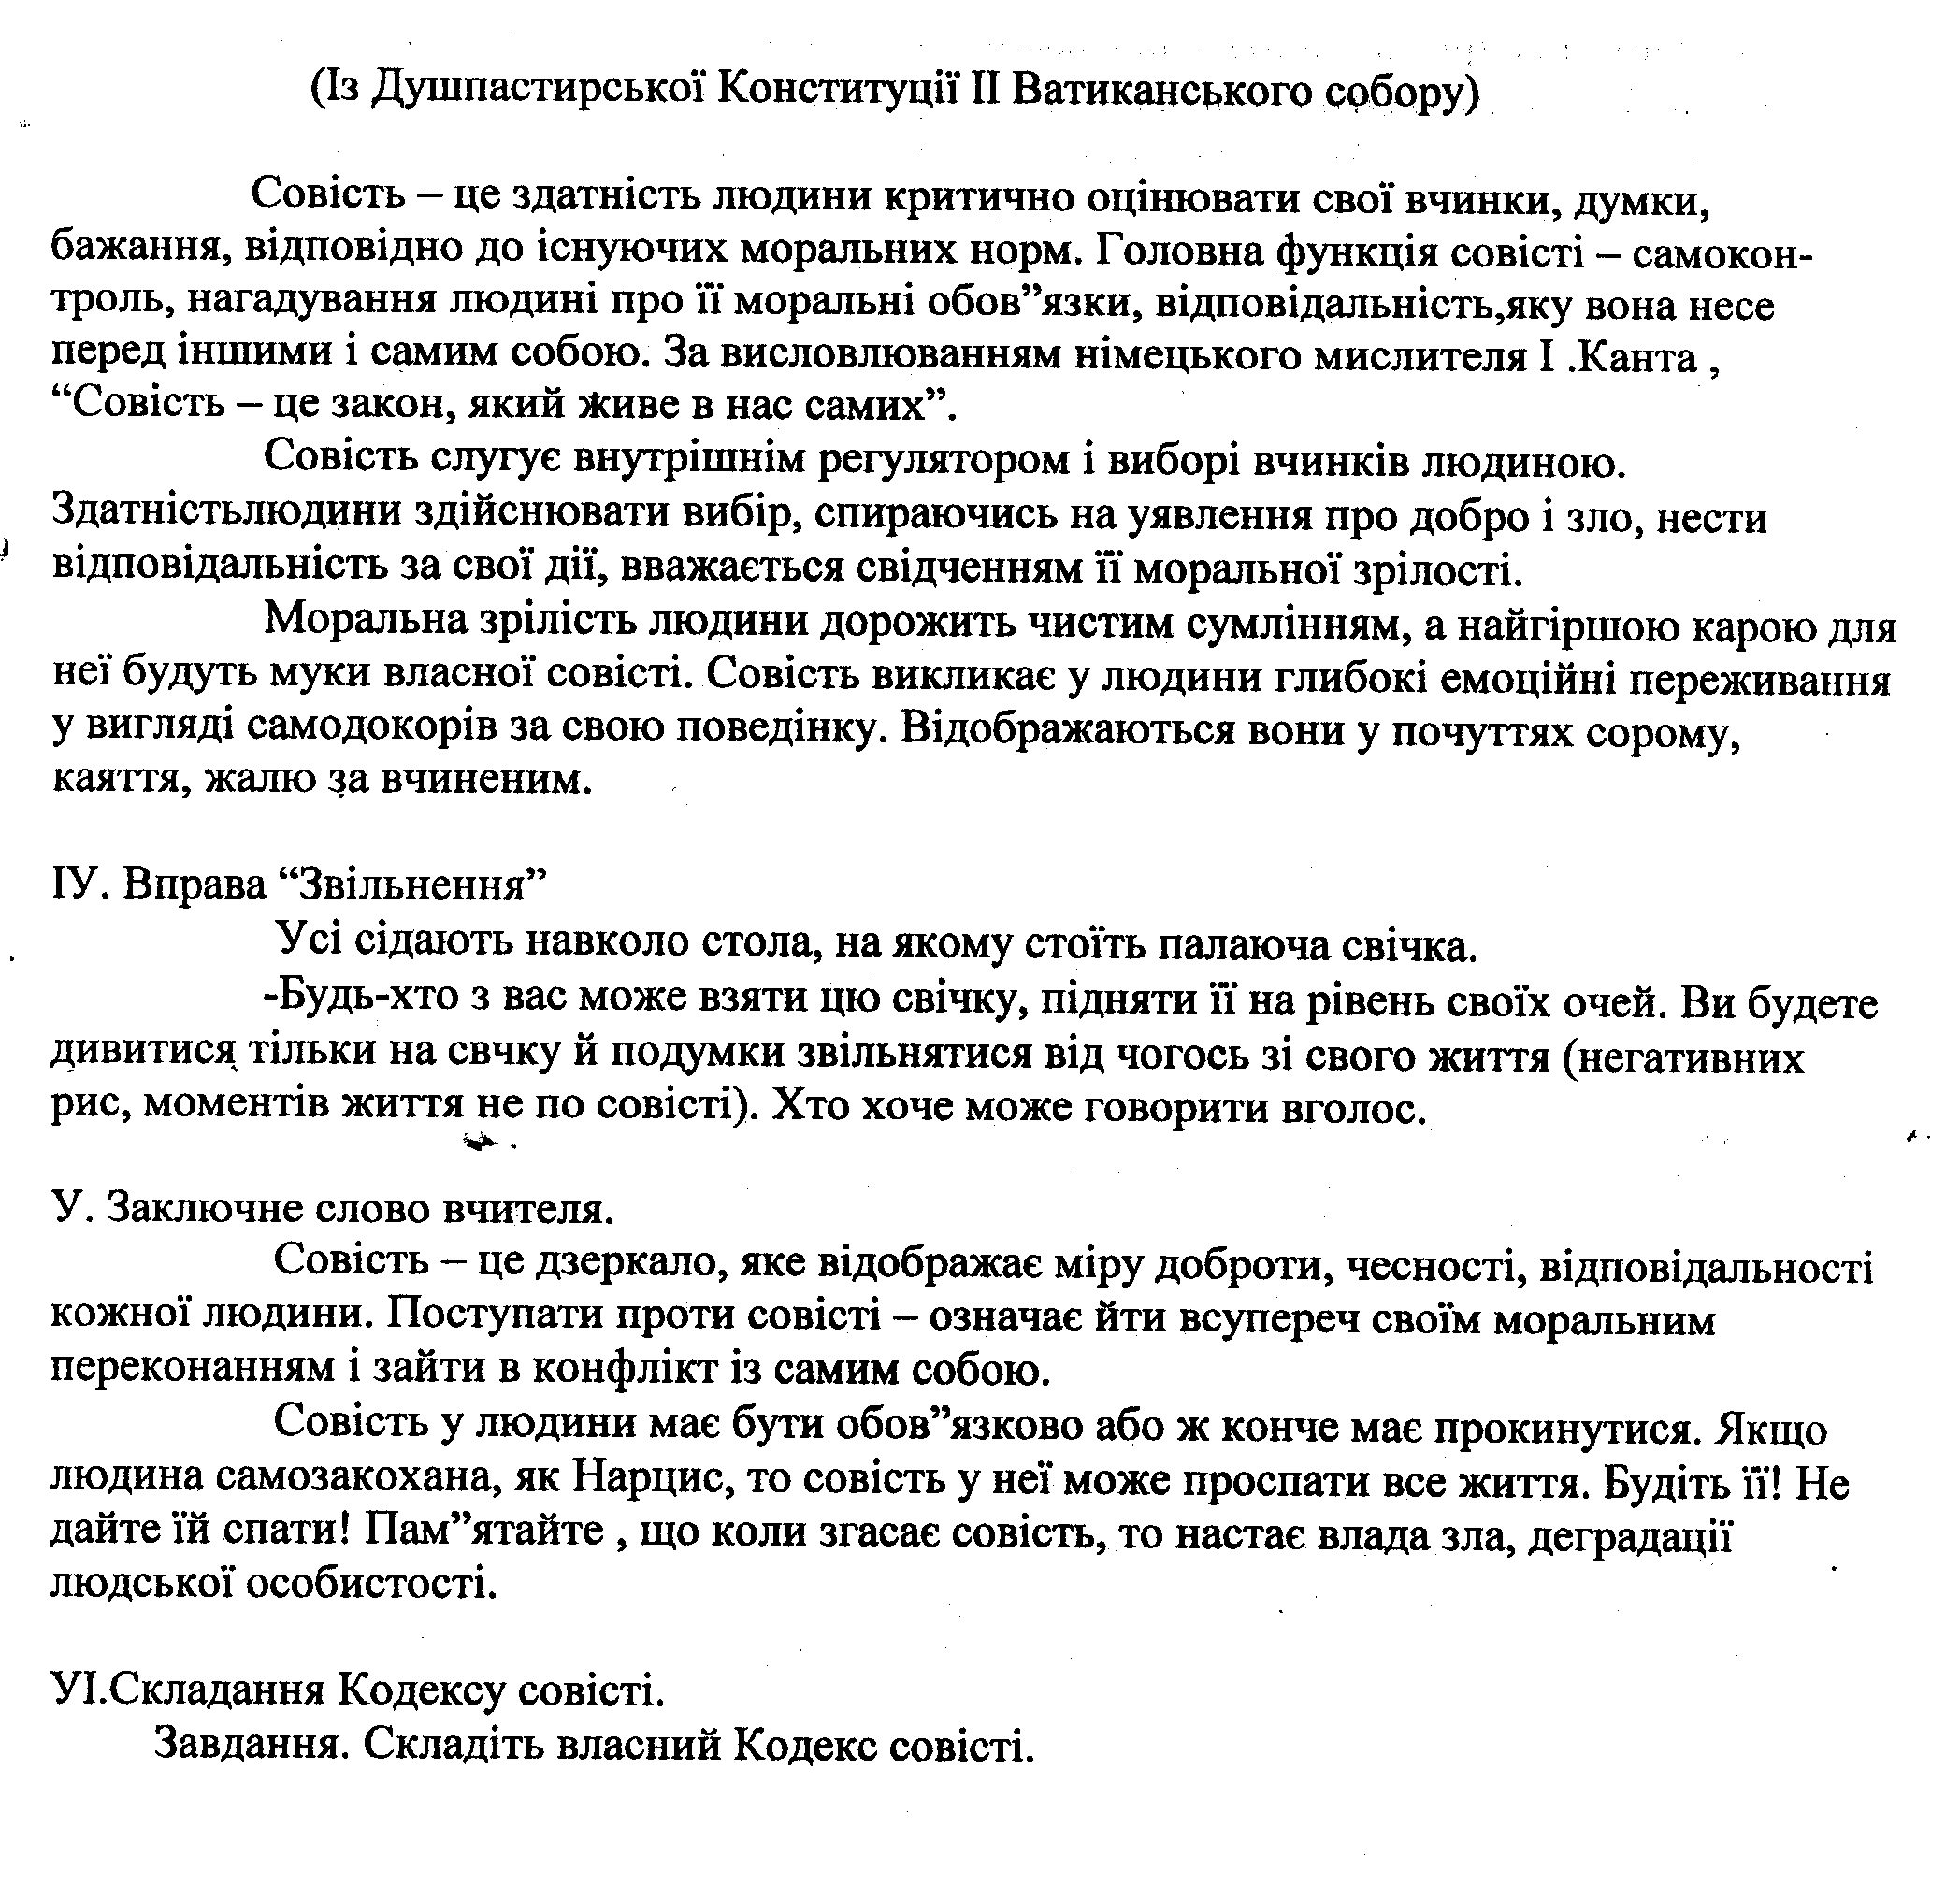 (Із Душпастирської Конституції ІІ Ватиканського собору)
Совість – це здатність людини критично оцінювати свої вчинки, думки,
бажання, відповідно до існуючих моральних норм. Головна функція совісті – самокон-
троль, нагадування людині про її моральні обов”язки, відповідальність,яку вона несе
перед іншими і самим собою. За висловлюванням німецького мислителя І .Канта ,
“Совість – це закон, який живе в нас самих”.
Совість слугує внутрішнім регулятором і виборі вчинків людиною.
Здатністьлюдини здійснювати вибір, спираючись на уявлення про добро і зло, нести
відповідальність за свої дії, вважається свідченням її моральної зрілості.
Моральна зрілість людини дорожить чистим сумлінням, а найгіршою карою для
неї будуть муки власної совісті. Совість викликає у людини глибокі емоційні переживання
у вигляді самодокорів за свою поведінку. Відображаються вони у почуттях сорому,
каяття, жалю за вчиненим.
ІУ. Вправа “Звільнення”
Усі сідають навколо стола, на якому стоїть палаюча свічка.
-Будь-хто з вас може взяти цю свічку, підняти її на рівень своїх очей. Ви будете
дивитися тільки на свчку й подумки звільнятися від чогось зі свого життя (негативних
рис, моментів життя не по совісті). Хто хоче може говорити вголос.
У. Заключне слово вчителя.
Совість – це дзеркало, яке відображає міру доброти, чесності, відповідальності
кожної людини. Поступати проти совісті – означає йти всупереч своїм моральним
переконанням і зайти в конфлікт із самим собою.
Совість у людини має бути обов”язково або ж конче має прокинутися. Якщо
людина самозакохана, як Нарцис, то совість у неї може проспати все життя. Будіть її! Не
дайте їй спати! Пам”ятайте , що коли згасає совість, то настає влада зла, деградації
людської особистості.
УІ.Складання Кодексу совісті.
Завдання. Складіть власний Кодекс совісті.